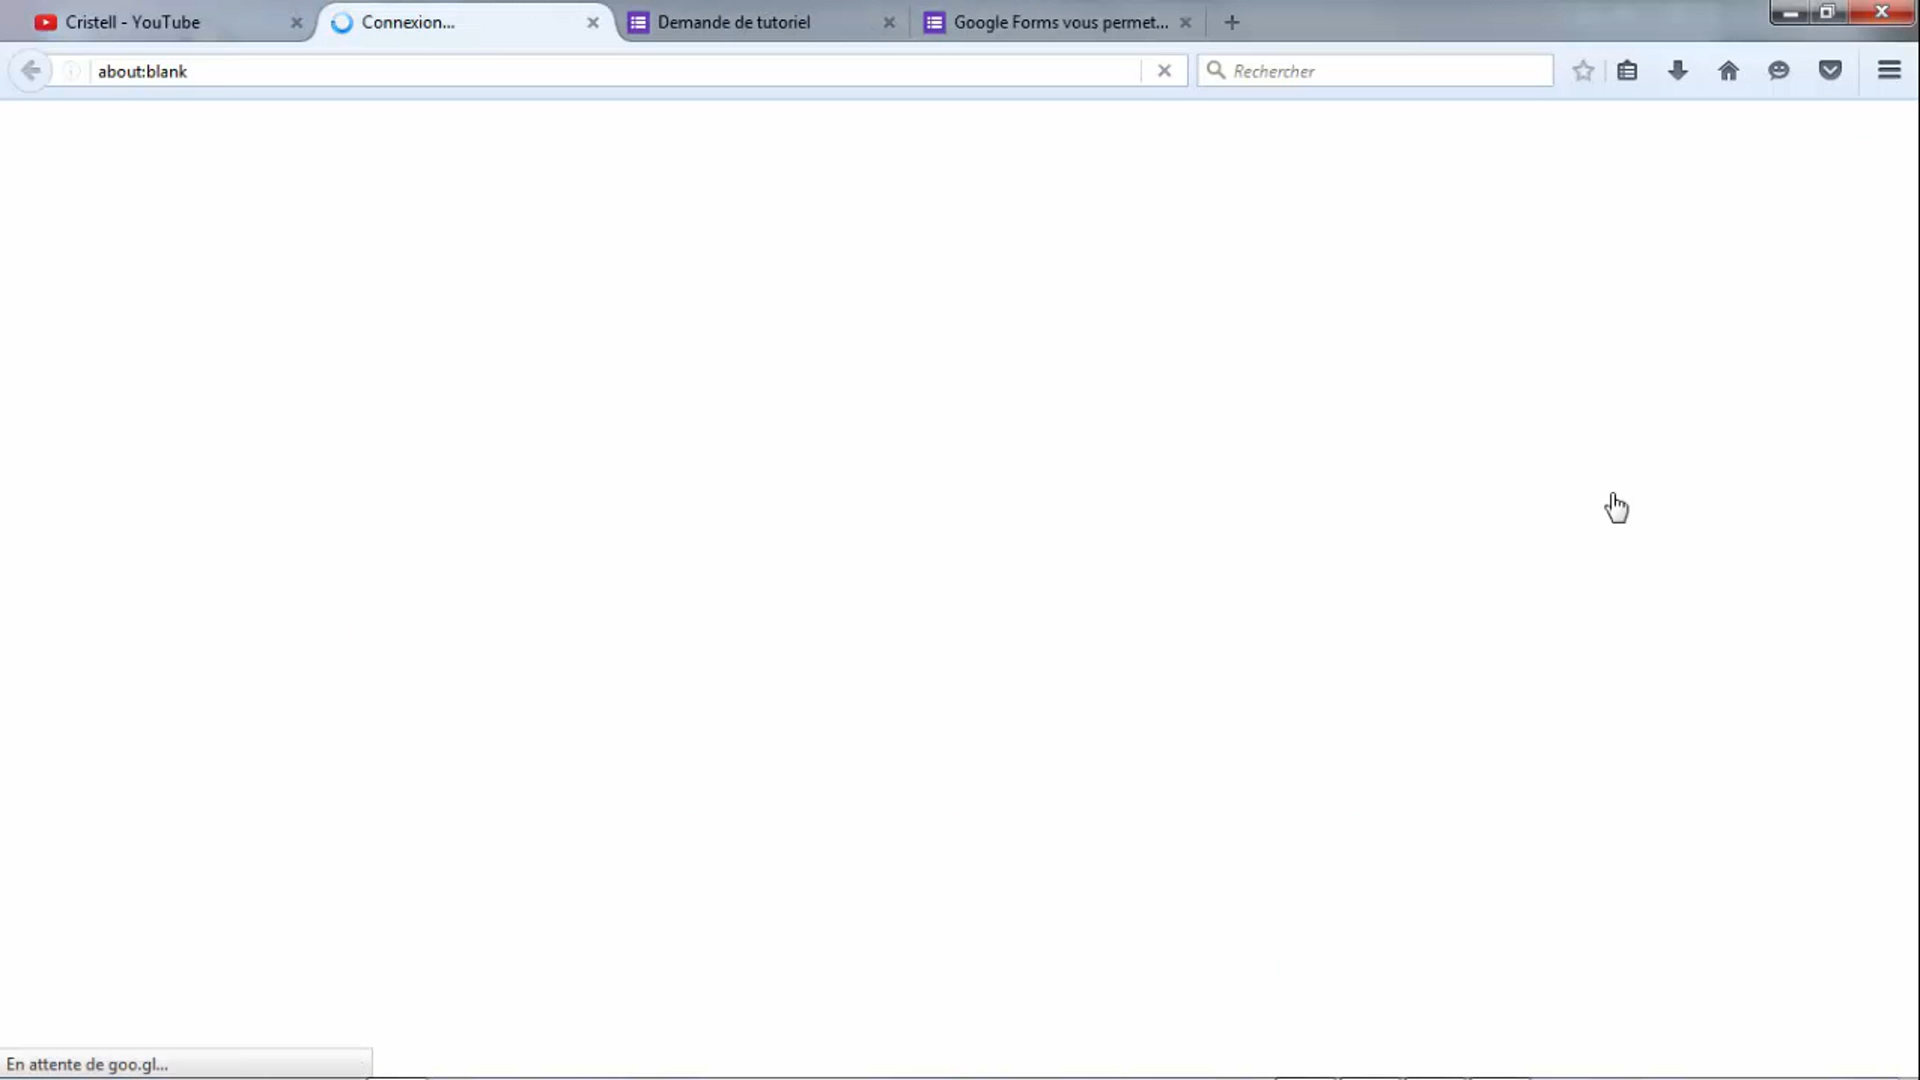 Cristell - YouTube
Connexion...
Demande de tutoriel
Google Forms vous permet...
about:blank
Rechercher
En attente de goo.gl...